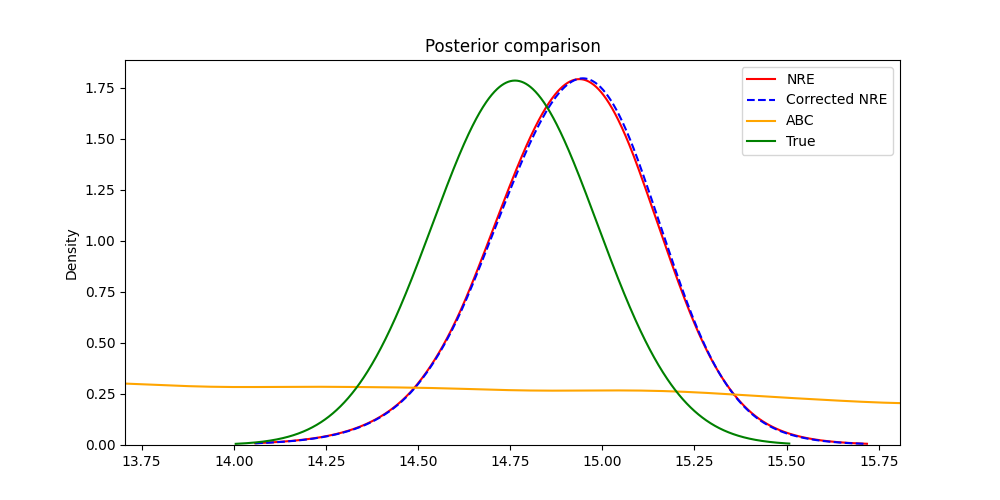 Posterior comparison
NRE
Corrected NRE
ABC
True
Density
1.75
1.50
1.25
1.00
0.75
0.50
0.25
0.00
13.75 14.00 14.25 14.50 14.75 15.00 15.25 15.50 15.75